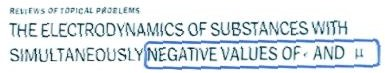 REVIEWS OF TOPICAL PROBLEMS
THE ELECTRODYNAMICS OF SUBSTANCES WITH
SIMULTANEOUSLY NEGATIVE VALUES OF AND μ